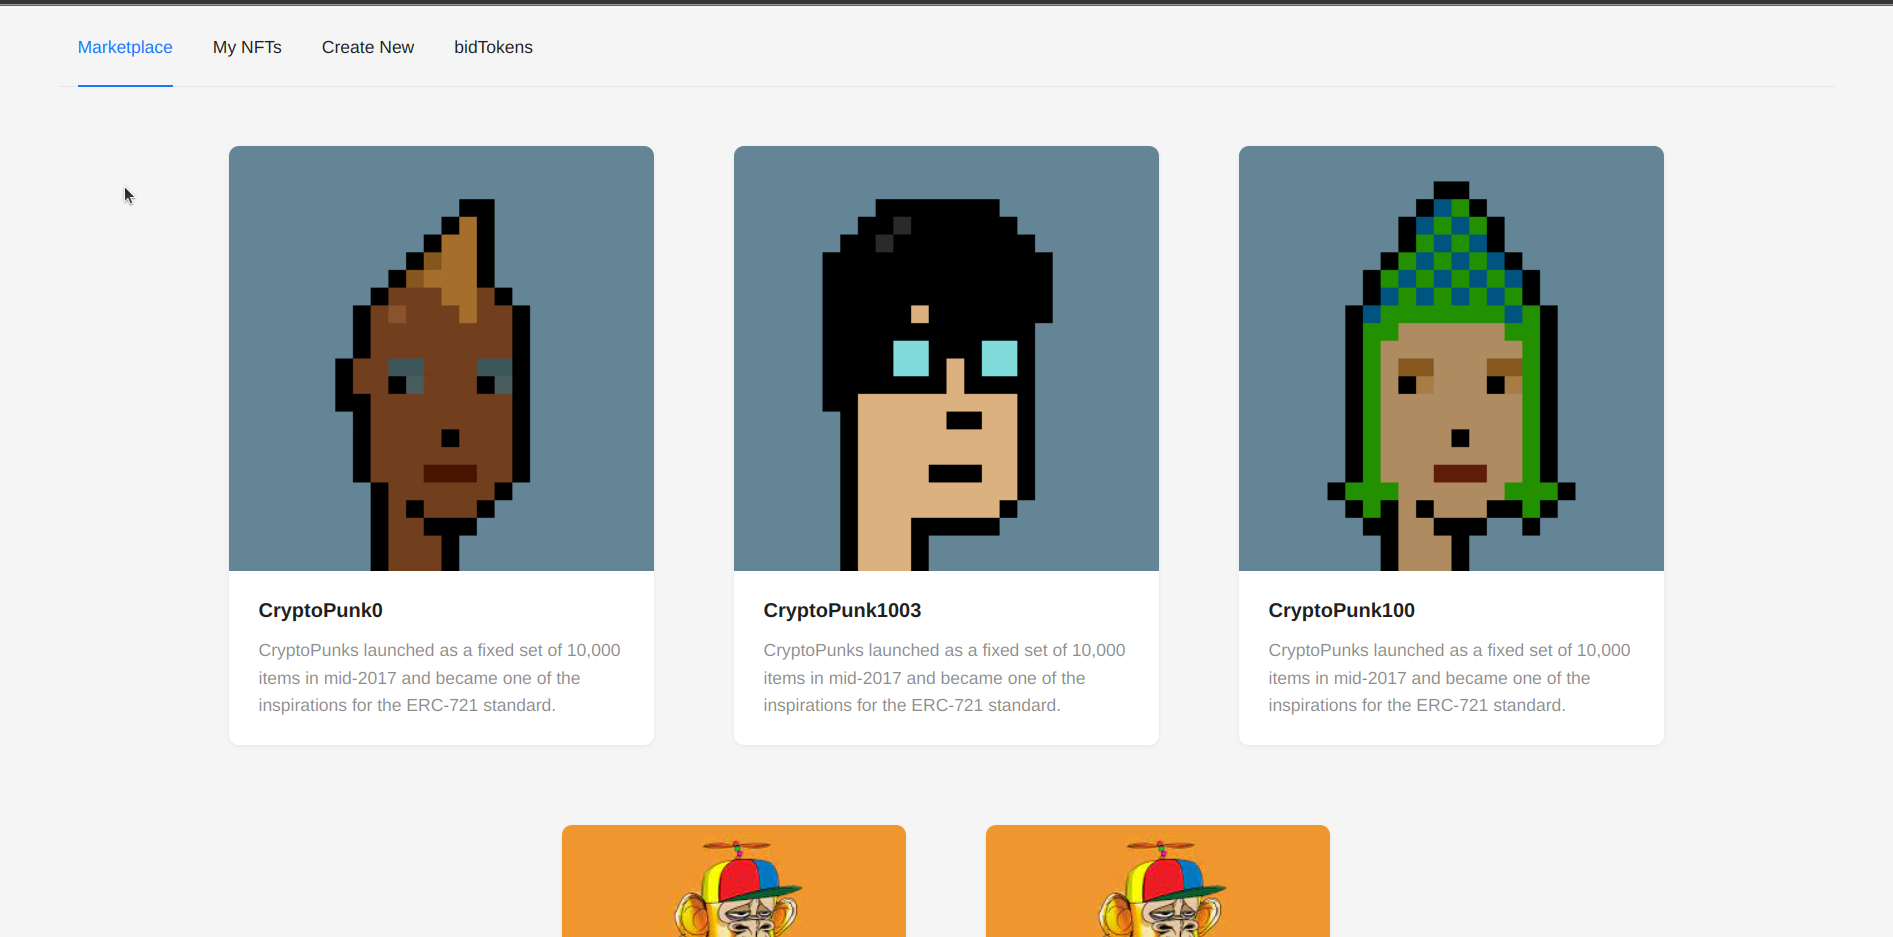 Marketplace My NFTs Create New bidTokens
CryptoPunk0
CryptoPunks launched as a fixed set of 10,000
items in mid-2017 and became one of the
inspirations for the ERC-721 standard.
CryptoPunk1003
CryptoPunks launched as a fixed set of 10,000
items in mid-2017 and became one of the
inspirations for the ERC-721 standard.
CryptoPunk100
CryptoPunks launched as a fixed set of 10,000
items in mid-2017 and became one of the
inspirations for the ERC-721 standard.